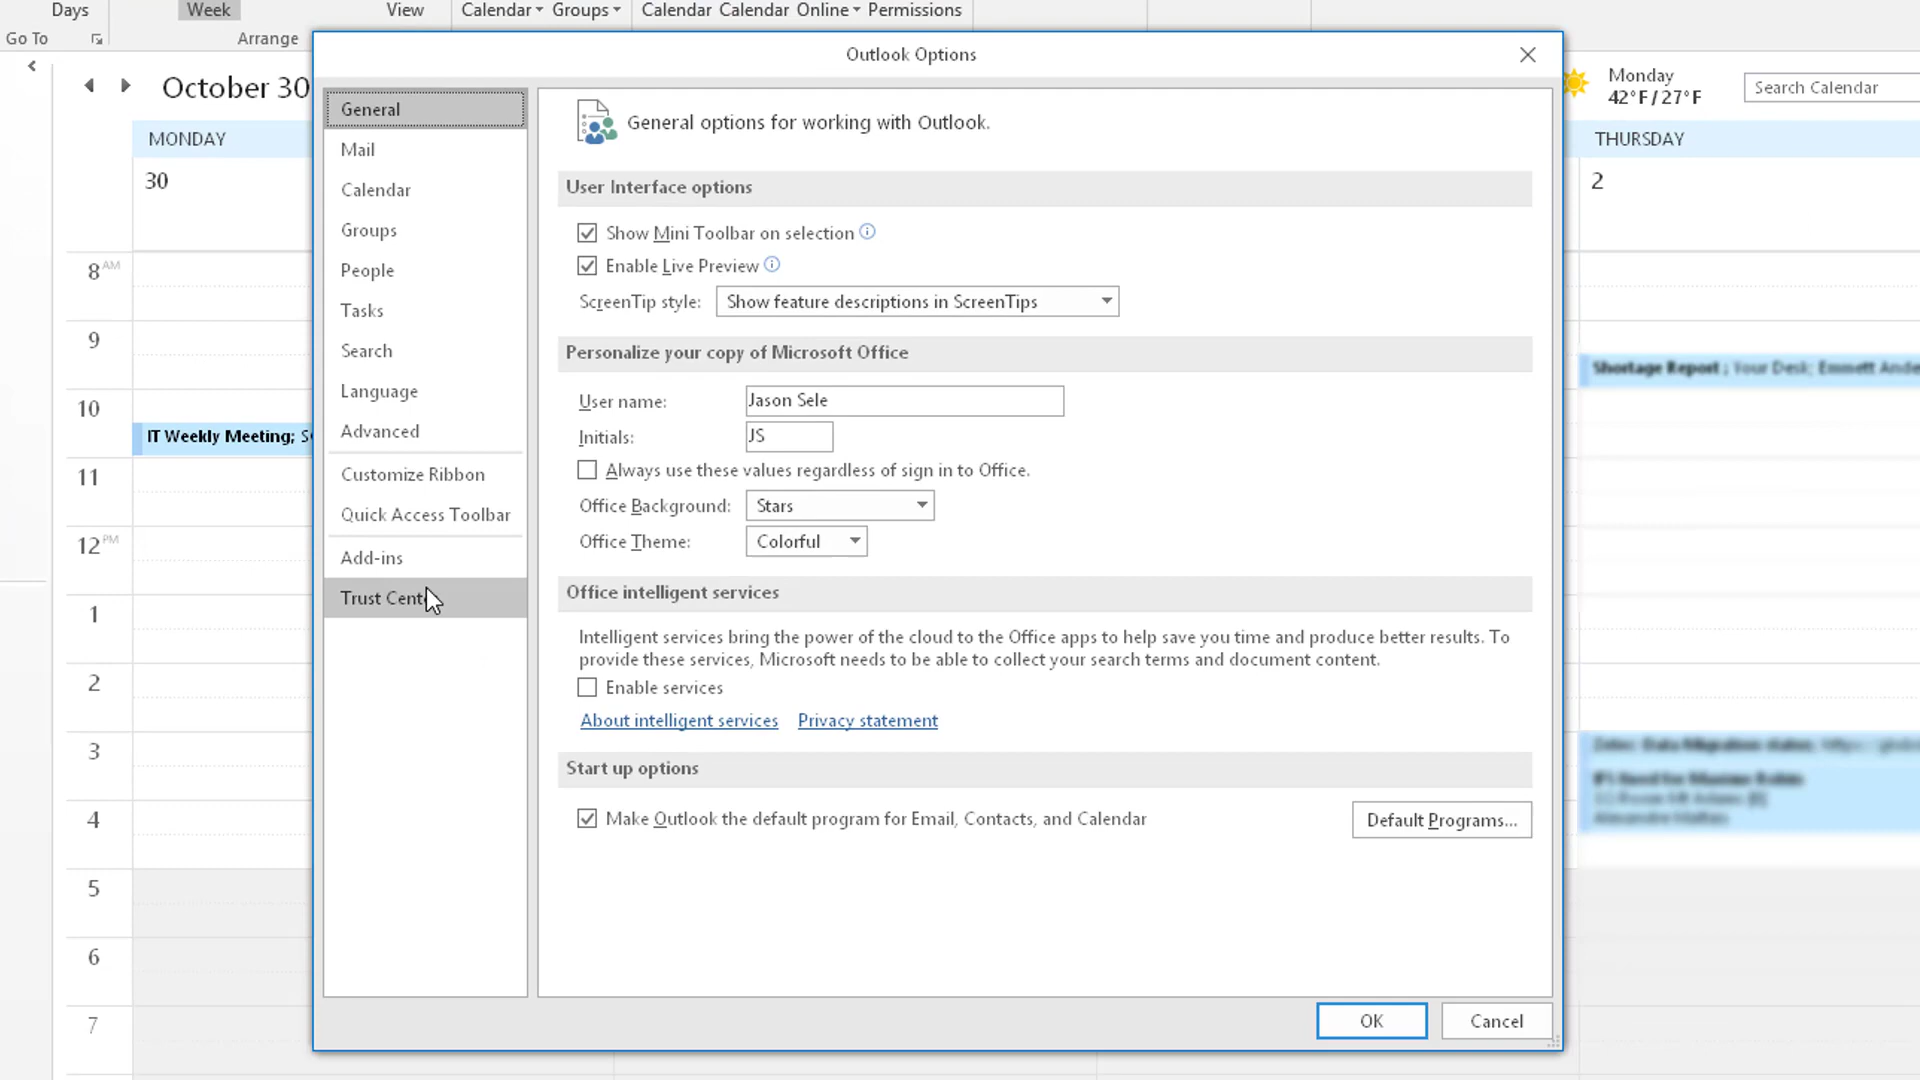 Days
Week
View
Calendar
Groups
Calendar
Calendar Online
Permissions
Go To
Arrange
October 30
Monday
42°F / 27°F
Search Calendar
MONDAY
30
THURSDAY
2
8 AM
9
10
11
12 PM
1
2
3
4
5
6
7
IT Weekly Meeting;
Shortage Report ; Your Desk; Emmett Ande
Outlook Options
General
Mail
Calendar
Groups
People
Tasks
Search
Language
Advanced
Customize Ribbon
Quick Access Toolbar
Add-ins
Trust Cent
General options for working with Outlook.
User Interface options
Show Mini Toolbar on selection
Enable Live Preview
ScreenTip style: Show feature descriptions in ScreenTips
Personalize your copy of Microsoft Office
User name: Jason Sele
Initials: JS
Always use these values regardless of sign in to Office.
Office Background: Stars
Office Theme: Colorful
Office intelligent services
Intelligent services bring the power of the cloud to the Office apps to help save you time and produce better results. To
provide these services, Microsoft needs to be able to collect your search terms and document content.
Enable services
About intelligent services Privacy statement
Start up options
Make Outlook the default program for Email, Contacts, and Calendar
Default Programs...
OK
Cancel